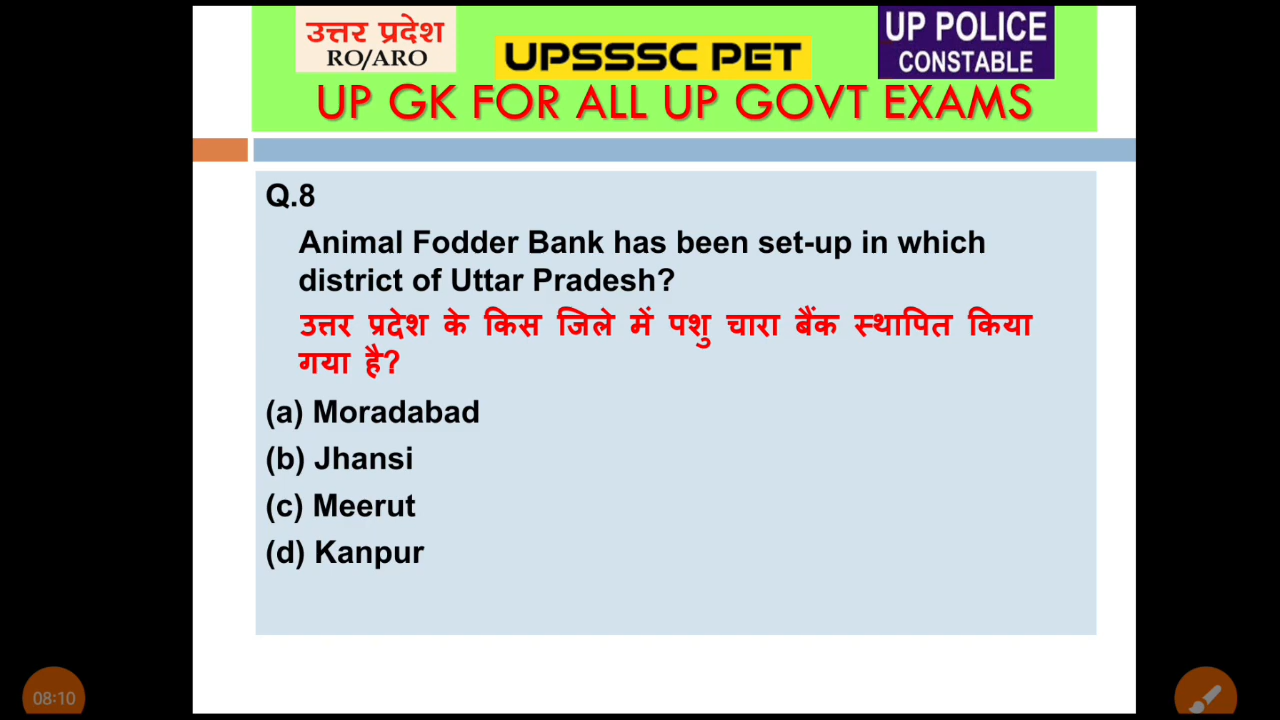 उत्तर प्रदेश
RO/ARO
UPSSSC PET
UP POLICE
CONSTABLE
UP GK FOR ALL UP GOVT EXAMS
Q.8
Animal Fodder Bank has been set-up in which
district of Uttar Pradesh?
उत्तर प्रदेश के किस जिले में पशु चारा बैंक स्थापित किया
गया है?
(a) Moradabad
(b) Jhansi
(c) Meerut
(d) Kanpur
08:10